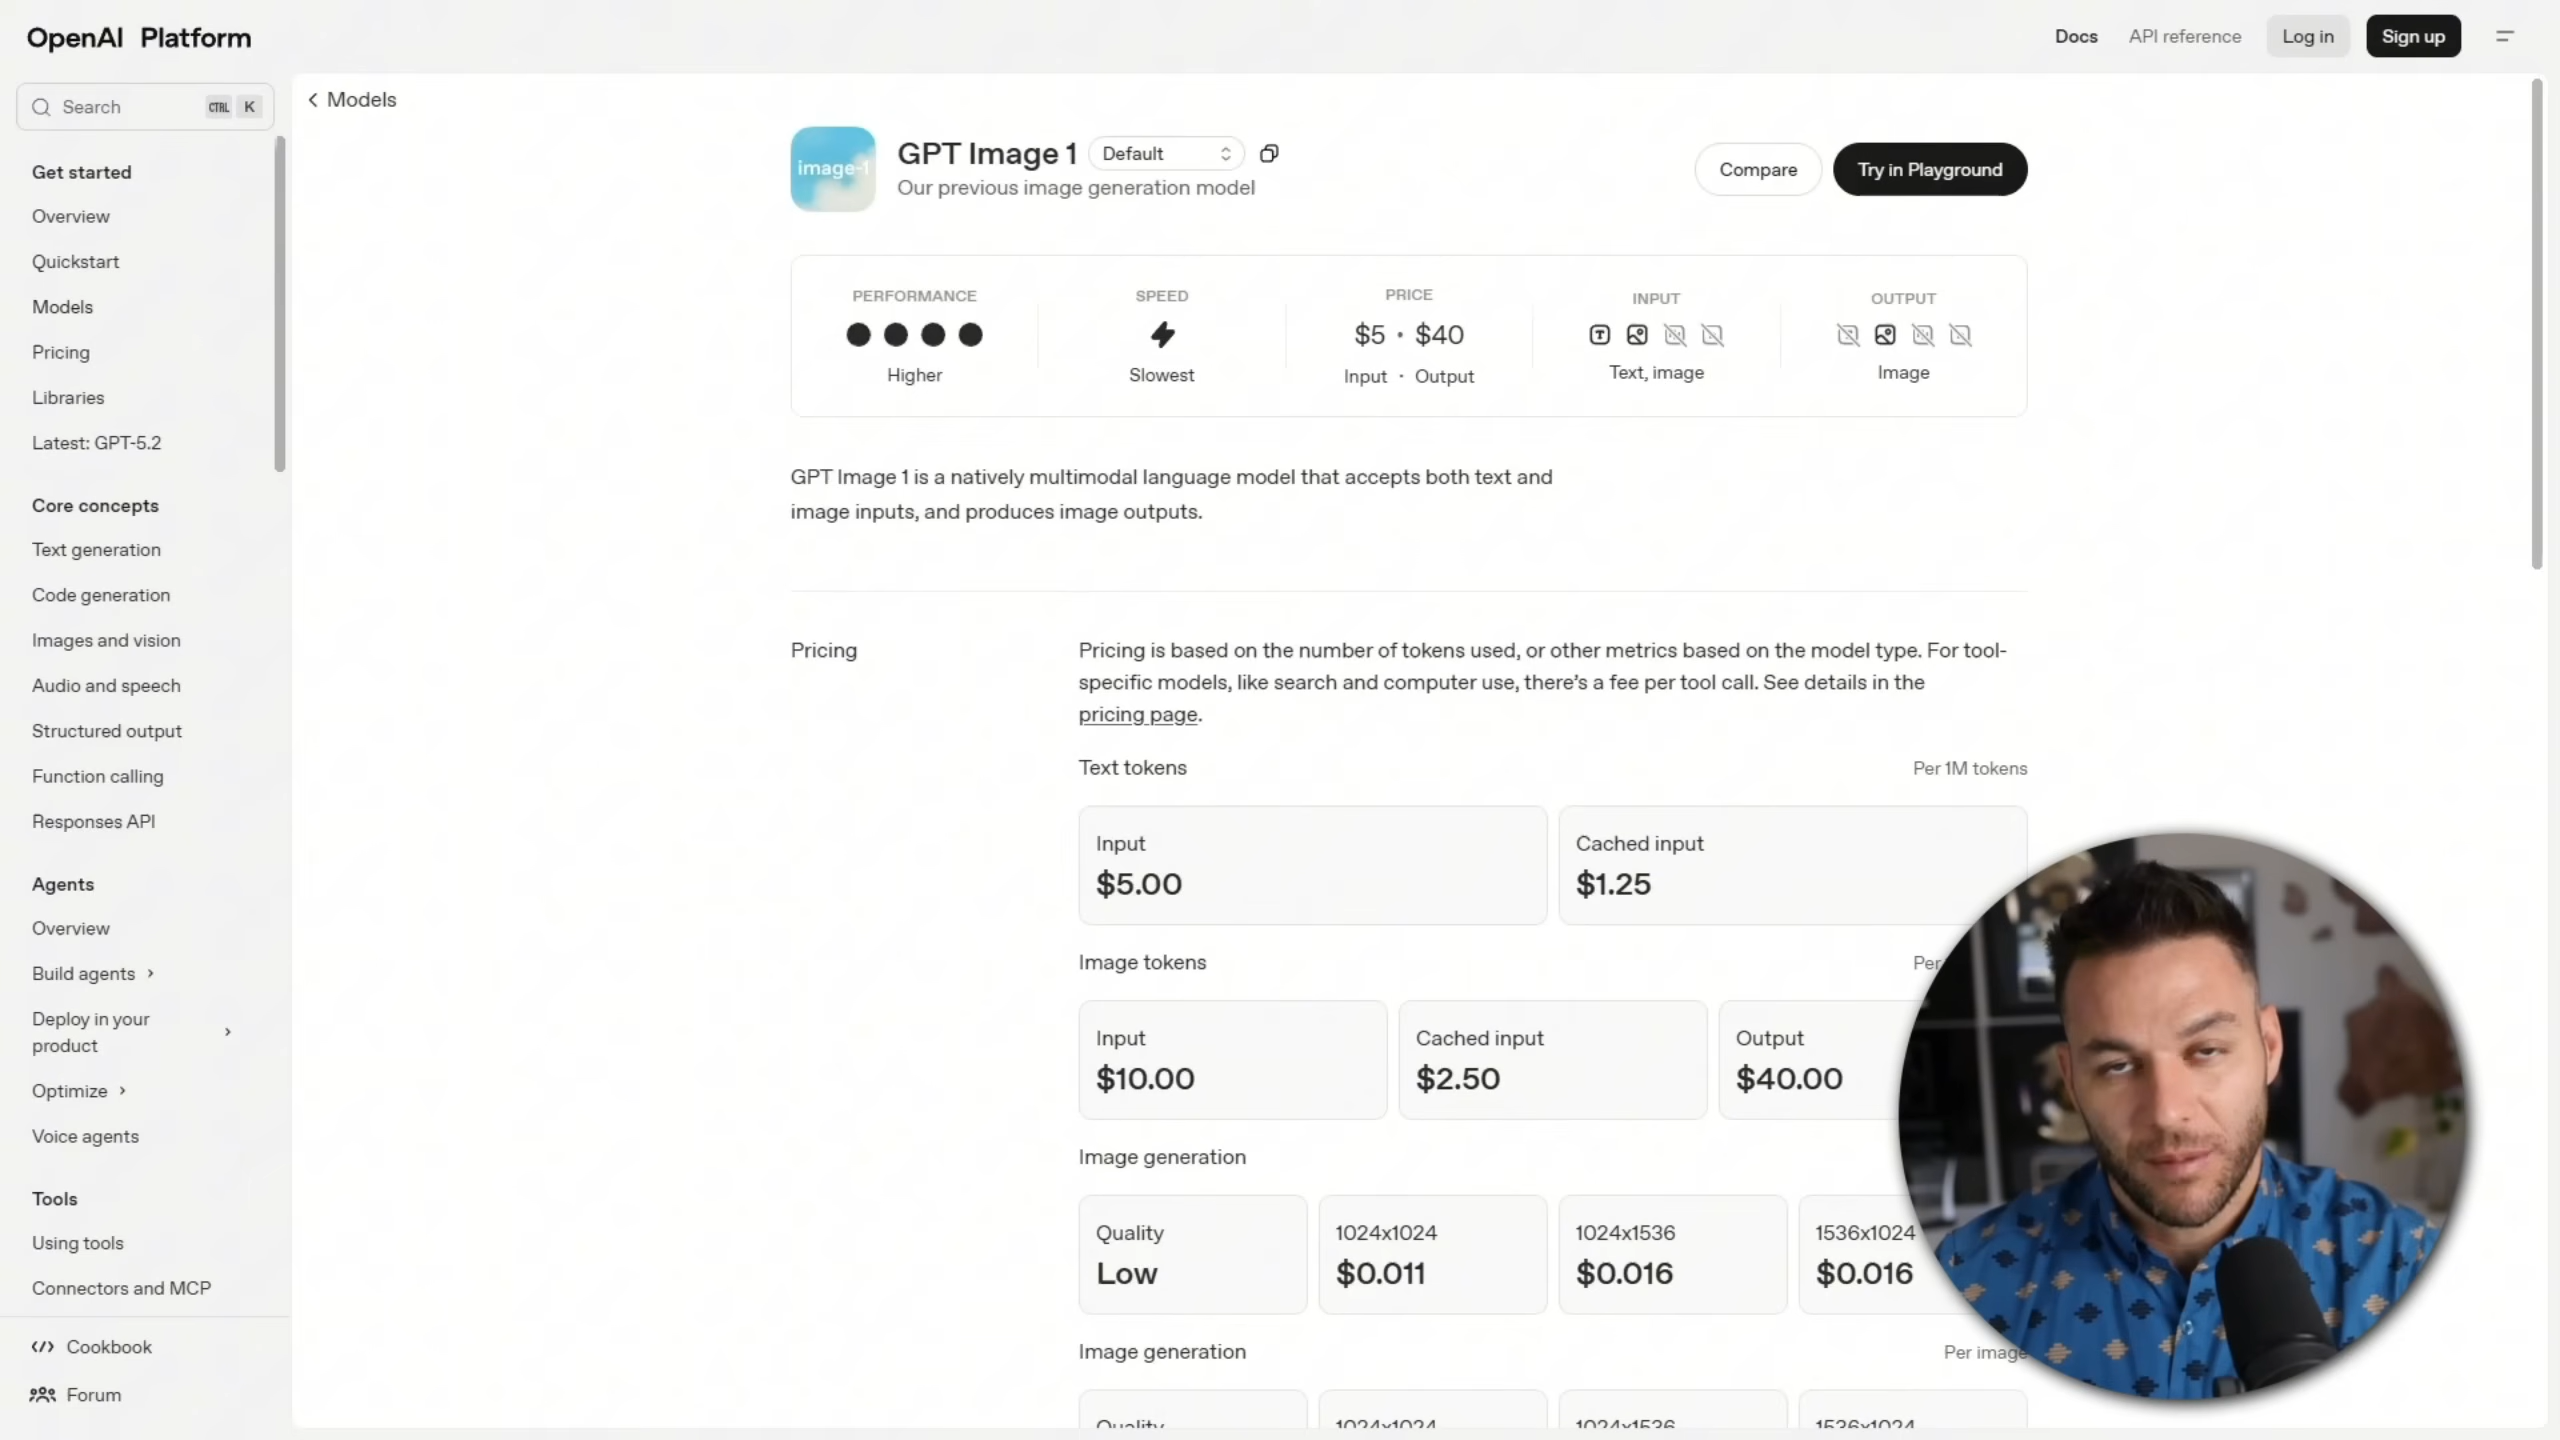 OpenAI Platform
Docs
API reference
Log in
Sign up
Search
CTRL K
Get started
Overview
Quickstart
Models
Pricing
Libraries
Latest: GPT-5.2
Core concepts
Text generation
Code generation
Images and vision
Audio and speech
Structured output
Function calling
Responses API
Agents
Overview
Build agents
Deploy in your
product
Optimize
Voice agents
Tools
Using tools
Connectors and MCP
Cookbook
Forum
Models
image-1
GPT Image 1
Default
Our previous image generation model
Compare
Try in Playground
PERFORMANCE
Higher
SPEED
Slowest
PRICE
$5 • $40
Input • Output
INPUT
Text, image
OUTPUT
Image
GPT Image 1 is a natively multimodal language model that accepts both text and
image inputs, and produces image outputs.
Pricing
Pricing is based on the number of tokens used, or other metrics based on the model type. For tool-
specific models, like search and computer use, there's a fee per tool call. See details in the
pricing page.
Text tokens
Per 1M tokens
Input
$5.00
Cached input
$1.25
Image tokens
Per
Input
$10.00
Cached input
$2.50
Output
$40.00
Image generation
Quality
Low
1024x1024
$0.011
1024x1536
$0.016
1536x1024
$0.016
Image generation
Per image
Quality
1024x1024
1024x1536
1536x1024